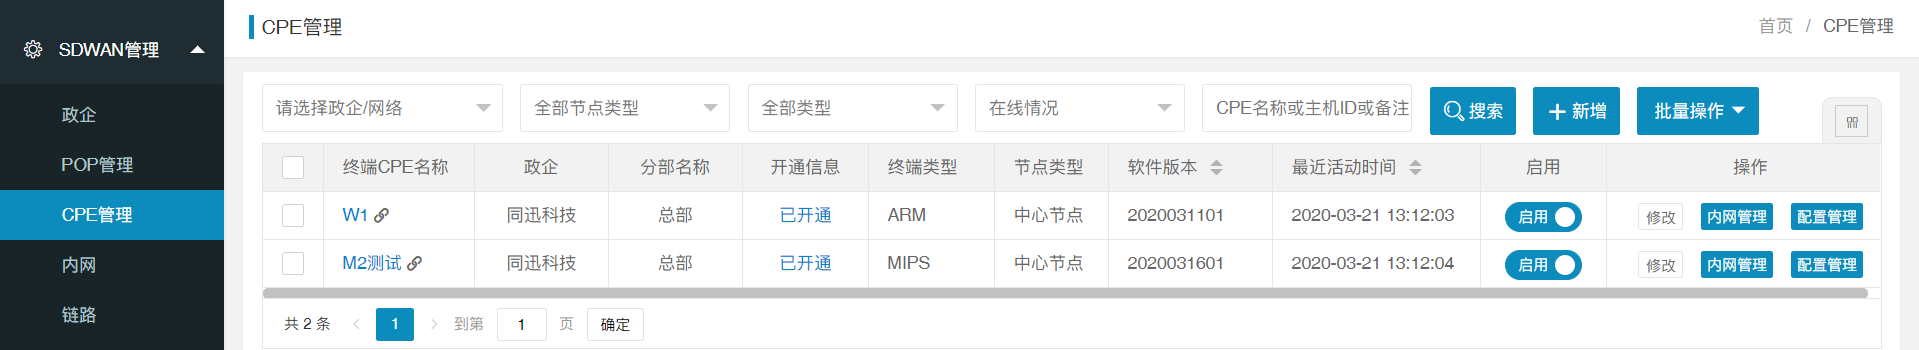 SDWAN管理
政企
POP管理
CPE管理
内网
链路
CPE管理
首页 / CPE管理
请选择政企/网络 全部节点类型 全部类型 在线情况 CPE名称或主机ID或备注 搜索 新增 批量操作
终端CPE名称 政企 分部名称 开通信息 终端类型 节点类型 软件版本 最近活动时间 启用 操作
W1 同迅科技 总部 已开通 ARM 中心节点 2020031101 2020-03-21 13:12:03 启用 修改 内网管理 配置管理
M2测试 同迅科技 总部 已开通 MIPS 中心节点 2020031601 2020-03-21 13:12:04 启用 修改 内网管理 配置管理
共 2 条 1 到第 1 页 确定